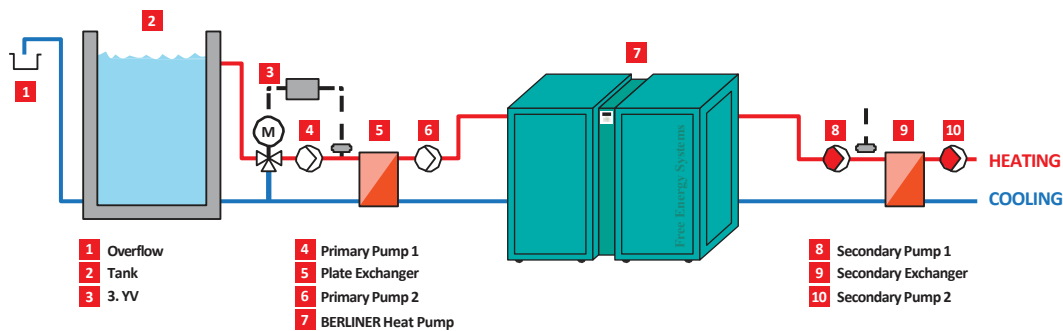 2
7
3
1
M
4
5
6
8
9
10
HEATING
COOLING
Free Energy Systems
1 Overflow
2 Tank
3 3. YV
4 Primary Pump 1
5 Plate Exchanger
6 Primary Pump 2
7 BERLINER Heat Pump
8 Secondary Pump 1
9 Secondary Exchanger
10 Secondary Pump 2